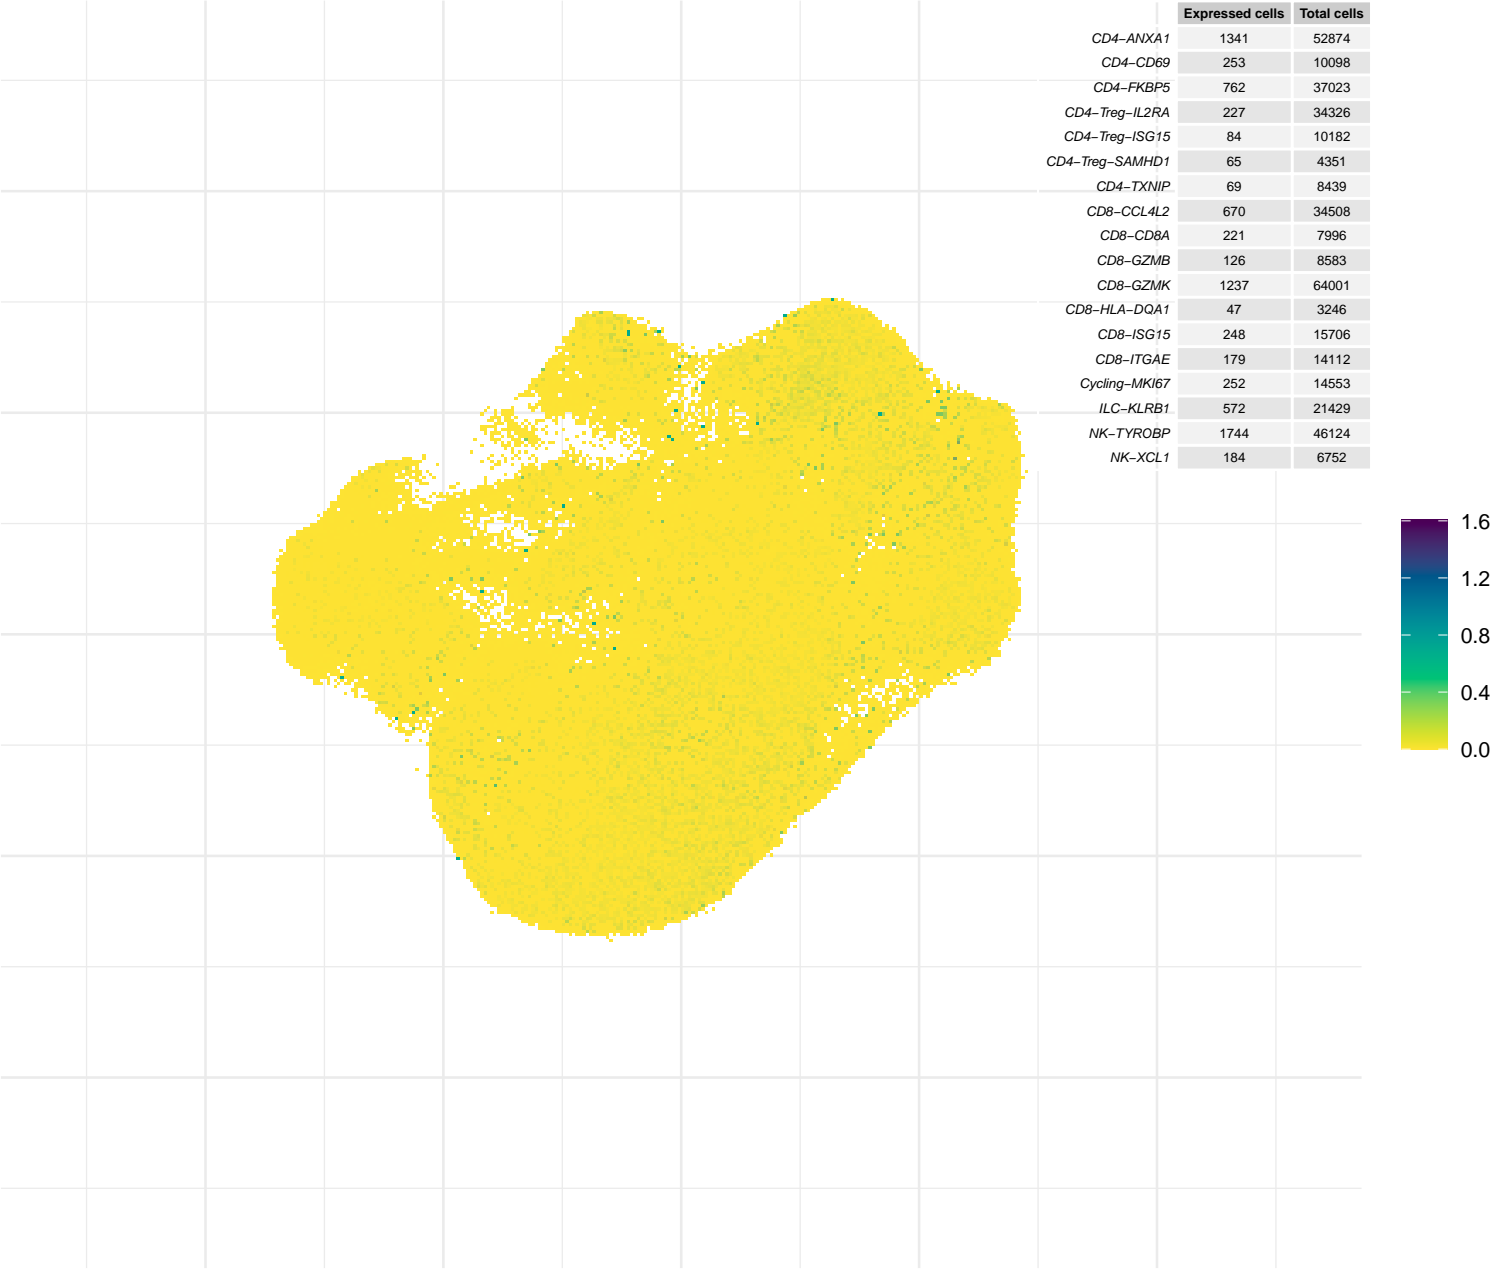 Expressed cells Total cells
CD4−ANXA1 1341 52874
CD4−CD69 253 10098
CD4−FKBP5 762 37023
CD4−Treg−IL2RA 227 34326
CD4−Treg−ISG15 84 10182
CD4−Treg−SAMHD1 65 4351
CD4−TXNIP 69 8439
CD8−CCL4L2 670 34508
CD8−CD8A 221 7996
CD8−GZMB 126 8583
CD8−GZMK 1237 64001
CD8−HLA−DQA1 47 3246
CD8−ISG15 248 15706
CD8−ITGAE 179 14112
Cycling−MKI67 252 14553
ILC−KLRB1 572 21429
NK−TYROBP 1744 46124
NK−XCL1 184 6752
1.6
1.2
0.8
0.4
0.0